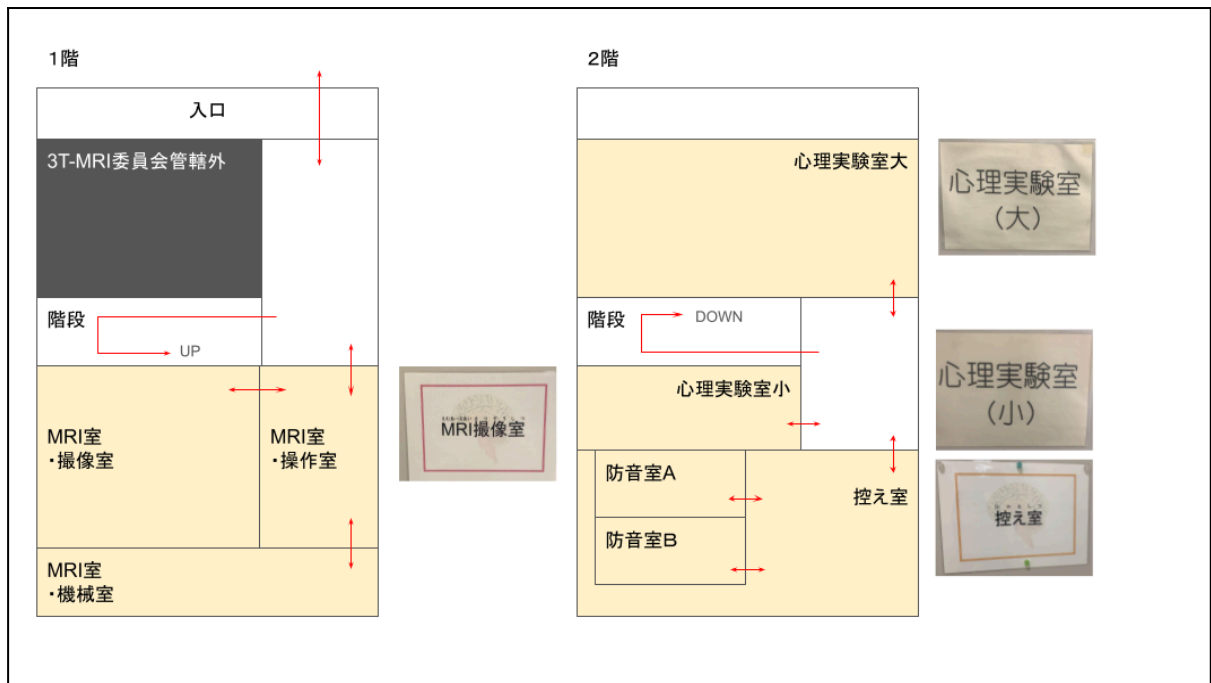 1階
入口
3T-MRI委員会管轄外
階段
UP
MRI室
・撮像室
MRI室
・操作室
MRI室
・機械室
MRI撮像室
2階
心理実験室大
階段
DOWN
心理実験室小
防音室A
防音室B
控え室
心理実験室
(大)
心理実験室
(小)
控え室